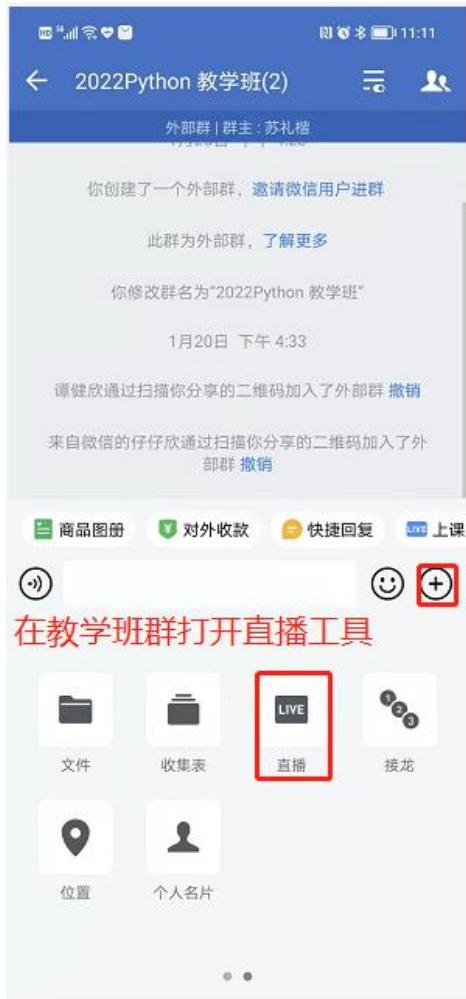 11:11
2022Python 教学班(2)
外部群 | 群主 : 苏礼楷
你创建了一个外部群，邀请微信用户进群
此群为外部群，了解更多
你修改群名为“2022Python 教学班”
1月20日 下午 4:33
谭健欣通过扫描你分享的二维码加入了外部群 撤销
来自微信的仔仔欣通过扫描你分享的二维码加入了外
部群 撤销
商品图册 对外收款 快捷回复 LIVE 上课
在教学班群打开直播工具
LIVE
1 2 3
文件 收集表 直播 接龙
位置 个人名片